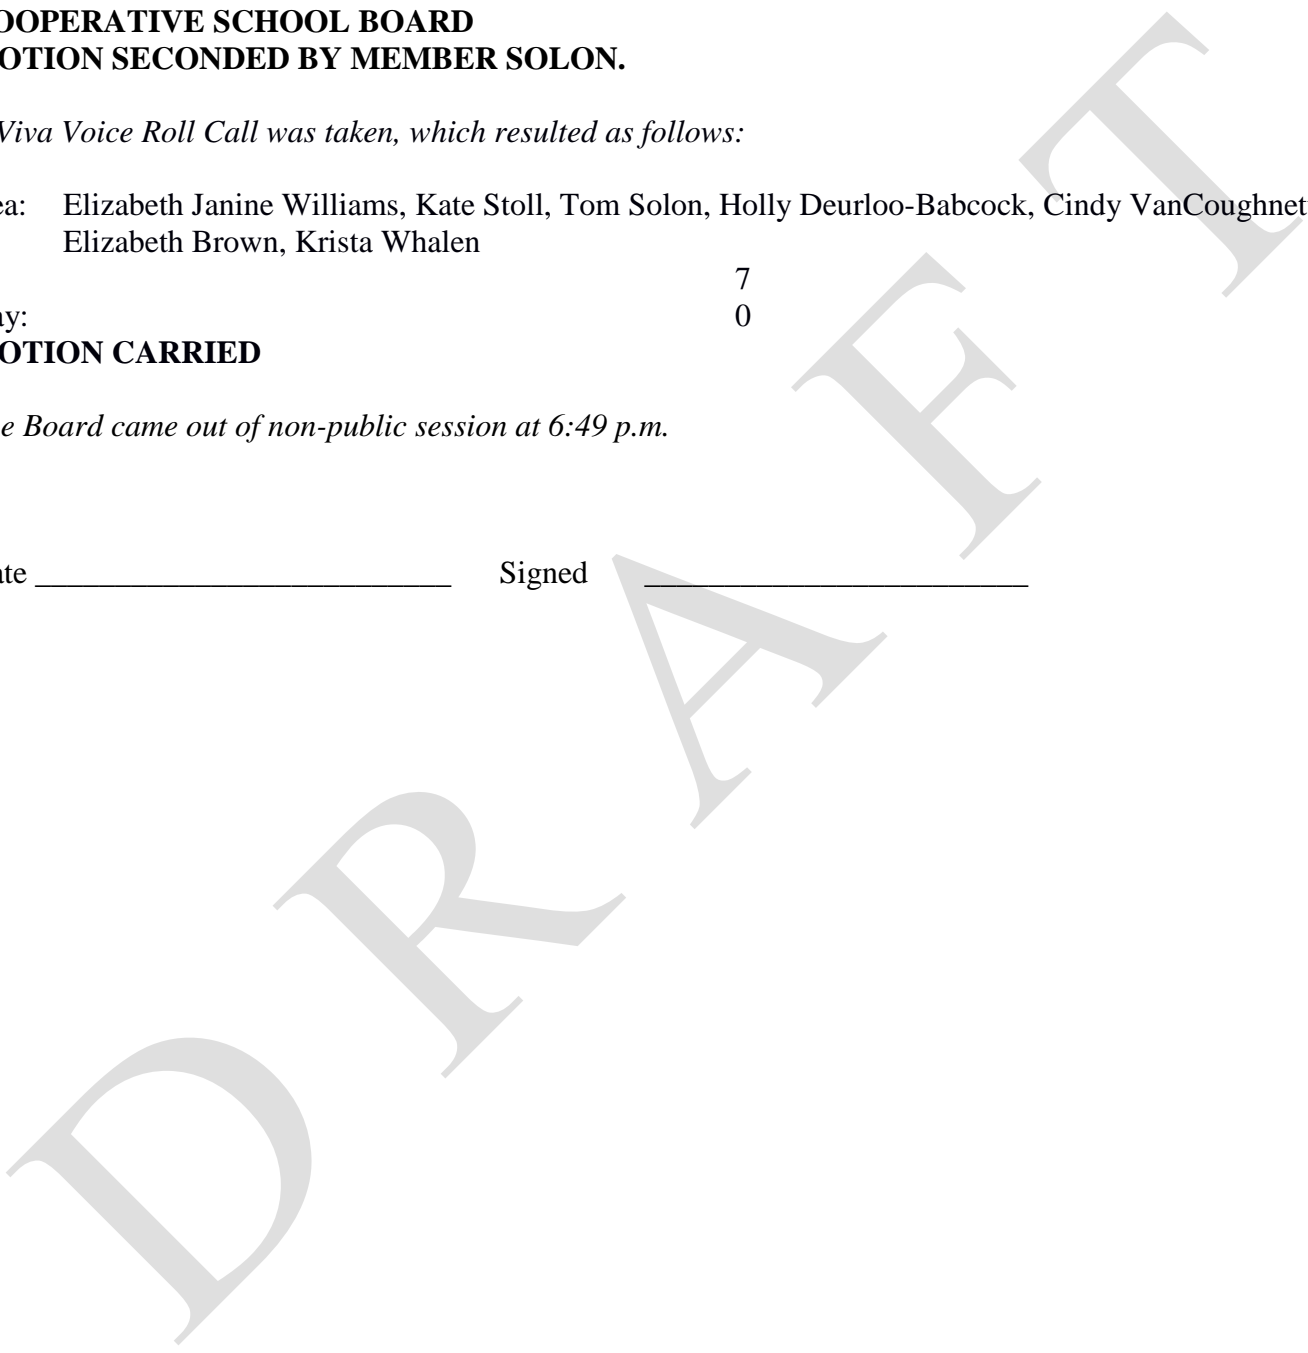 OOPERATIVE SCHOOL BOARD
OTION SECONDED BY MEMBER SOLON.
Viva Voice Roll Call was taken, which resulted as follows:
ea: Elizabeth Janine Williams, Kate Stoll, Tom Solon, Holly Deurloo-Babcock, Cindy VanCoughnet
Elizabeth Brown, Krista Whalen
7
ay: 0
OTION CARRIED
e Board came out of non-public session at 6:49 p.m.
ate __________________________ Signed ________________________
DRAFT